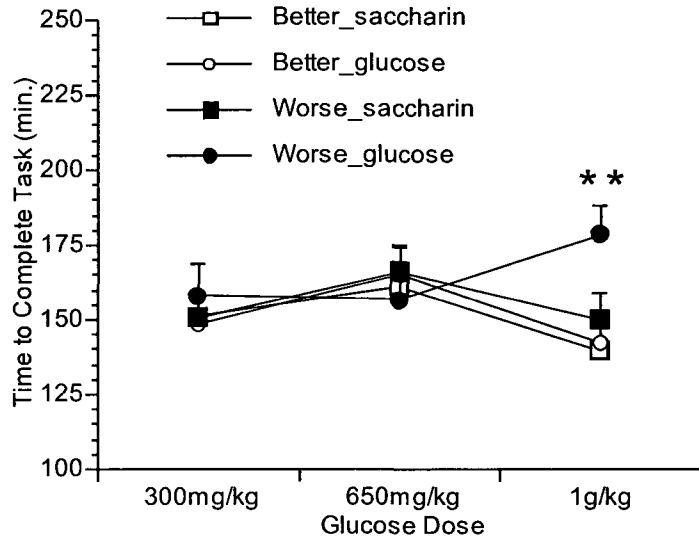 Better_saccharin
Better_glucose
Worse_saccharin
Worse_glucose
Time to Complete Task (min.)
250
225
200
175
150
125
100
**
300mg/kg 650mg/kg 1g/kg
Glucose Dose